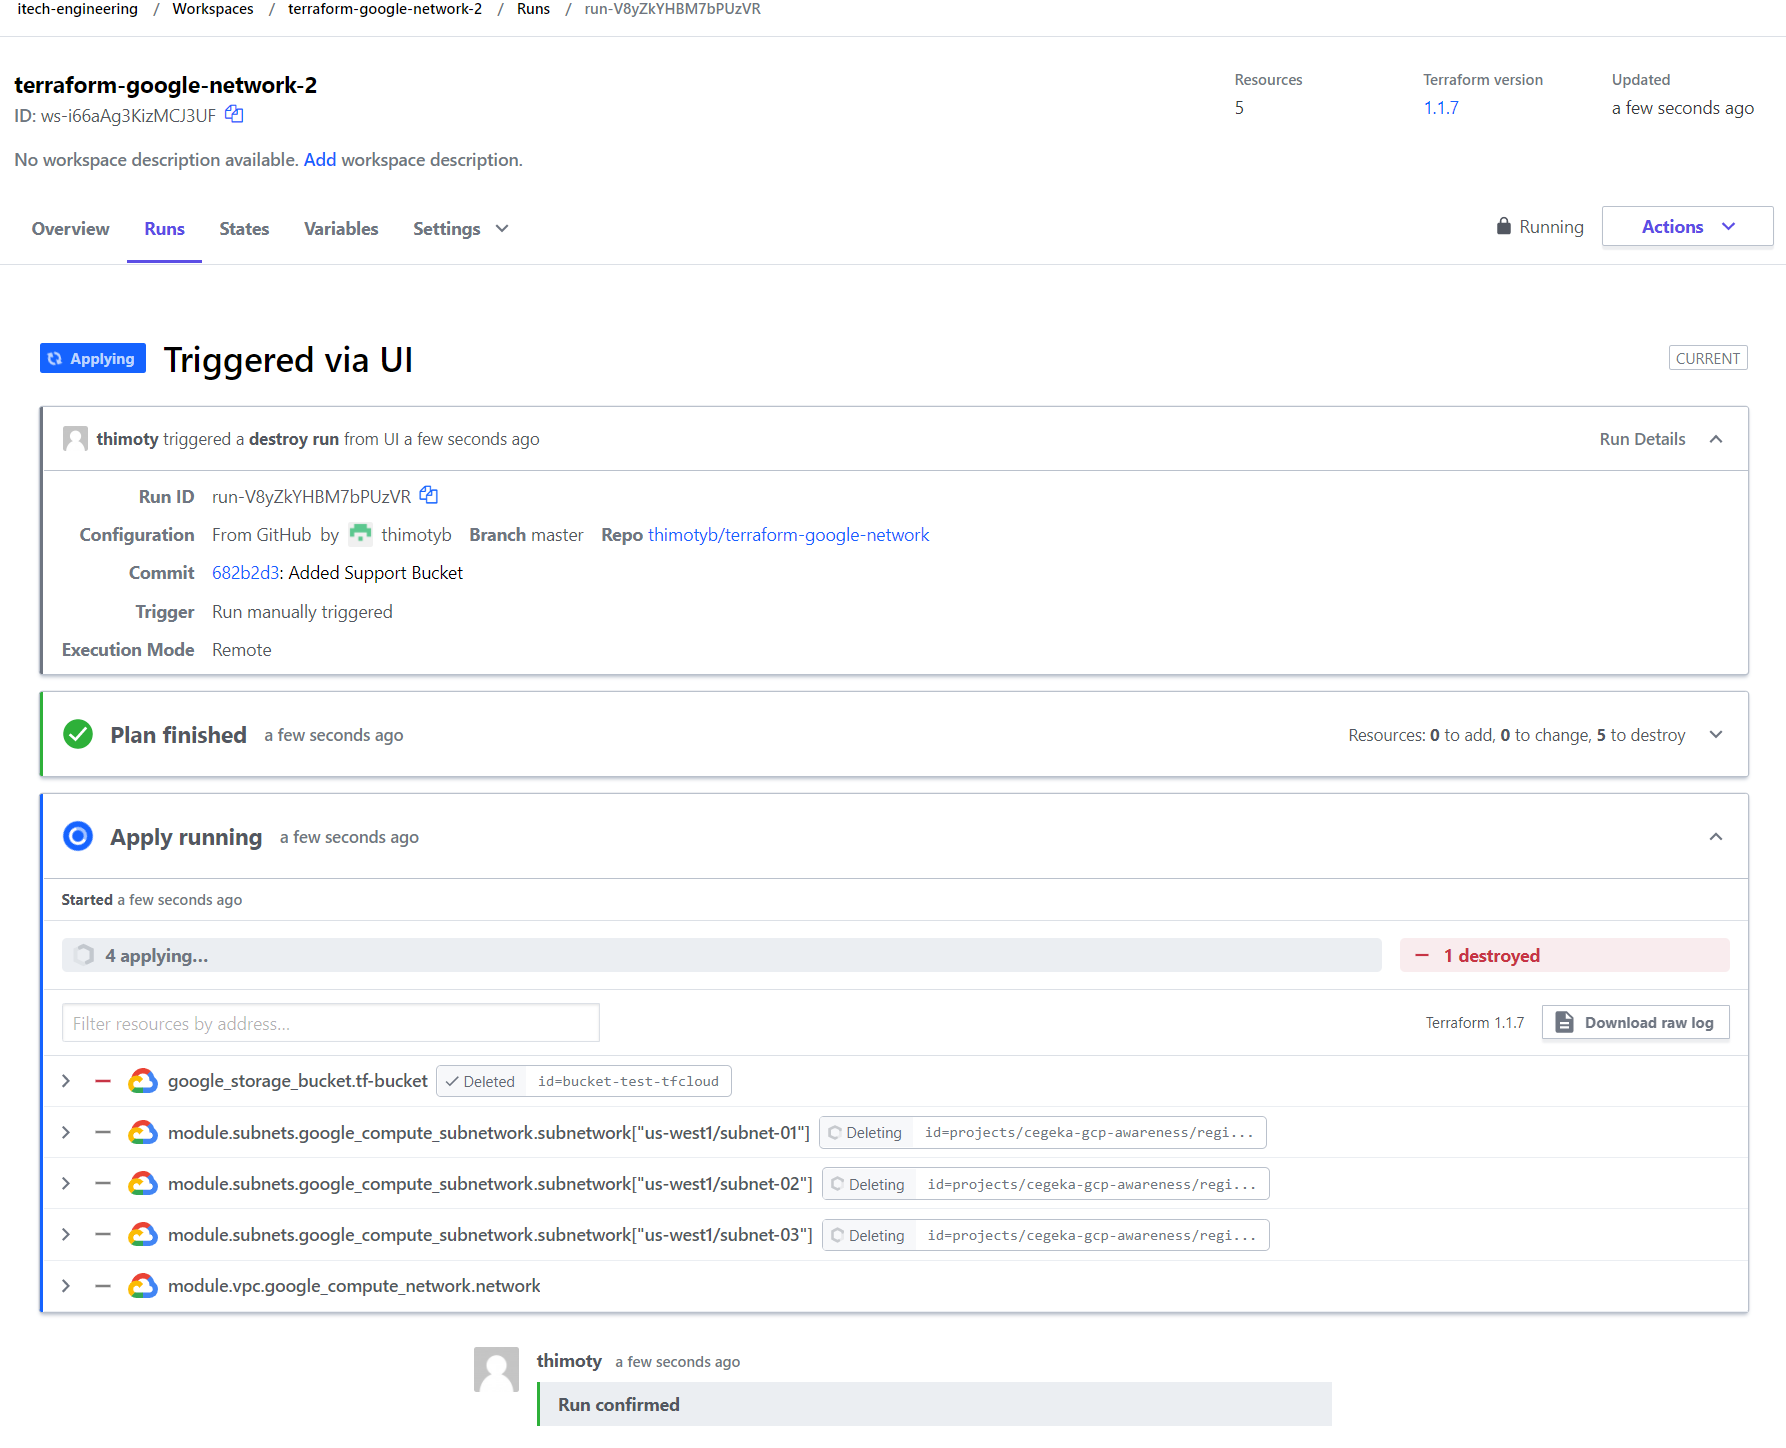 itech-engineering / Workspaces / terraform-google-network-2 / Runs / run-V8yZkYHBM7bPUzVR
terraform-google-network-2
ID: ws-i66aAg3KizMCJ3UF
No workspace description available. Add workspace description.
Resources
5
Terraform version
1.1.7
Updated
a few seconds ago
Overview Runs States Variables Settings
Running
Actions
Applying
Triggered via UI
CURRENT
thimoty triggered a destroy run from UI a few seconds ago
Run Details
Run ID run-V8yZkYHBM7bPUzVR
Configuration From GitHub by thimotyb Branch master Repo thimotyb/terraform-google-network
Commit 682b2d3: Added Support Bucket
Trigger Run manually triggered
Execution Mode Remote
Plan finished a few seconds ago
Resources: 0 to add, 0 to change, 5 to destroy
Apply running a few seconds ago
Started a few seconds ago
4 applying...
− 1 destroyed
Filter resources by address...
Terraform 1.1.7
Download raw log
google_storage_bucket.tf-bucket Deleted id=bucket-test-tfcloud
module.subnets.google_compute_subnetwork.subnetwork["us-west1/subnet-01"] Deleting id=projects/cegeka-gcp-awareness/regi...
module.subnets.google_compute_subnetwork.subnetwork["us-west1/subnet-02"] Deleting id=projects/cegeka-gcp-awareness/regi...
module.subnets.google_compute_subnetwork.subnetwork["us-west1/subnet-03"] Deleting id=projects/cegeka-gcp-awareness/regi...
module.vpc.google_compute_network.network
thimoty a few seconds ago
Run confirmed